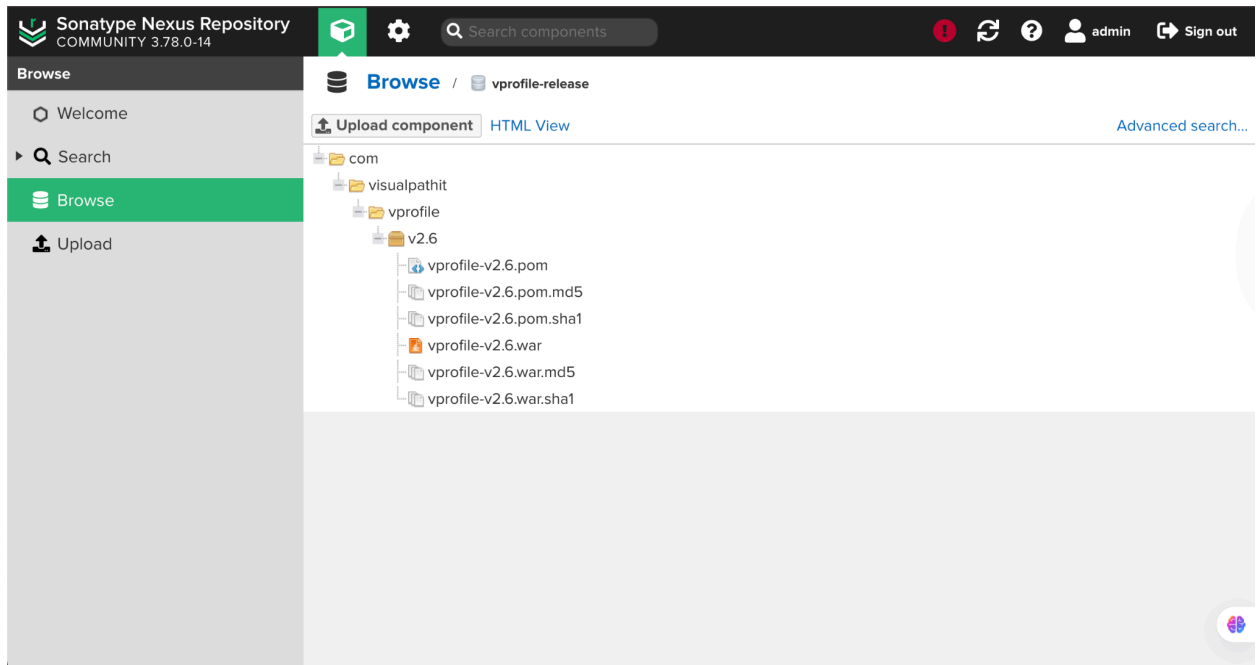 Sonatype Nexus Repository
COMMUNITY 3.78.0-14
Search components
admin
Sign out
Browse
Welcome
Search
Browse
Upload
Browse / vprofile-release
Upload component
HTML View
Advanced search...
com
visualpathit
vprofile
v2.6
vprofile-v2.6.pom
vprofile-v2.6.pom.md5
vprofile-v2.6.pom.sha1
vprofile-v2.6.war
vprofile-v2.6.war.md5
vprofile-v2.6.war.sha1